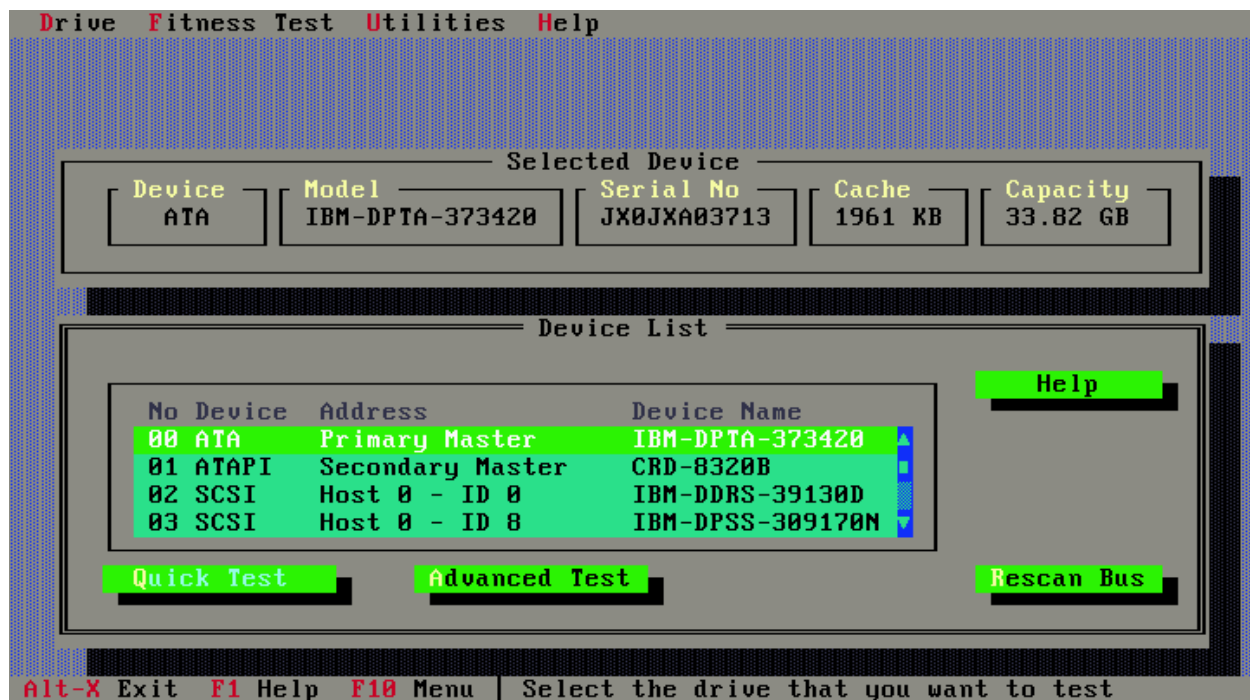 Drive Fitness Test Utilities Help
Selected Device
Device Model Serial No Cache Capacity
ATA IBM-DPTA-373420 JX0JXA03713 1961 KB 33.82 GB
Device List
Help
No Device Address Device Name
00 ATA Primary Master IBM-DPTA-373420
01 ATAPI Secondary Master CRD-8320B
02 SCSI Host 0 - ID 0 IBM-DDRS-39130D
03 SCSI Host 0 - ID 8 IBM-DPSS-309170N
Quick Test Advanced Test Rescan Bus
Alt-X Exit F1 Help F10 Menu | Select the drive that you want to test